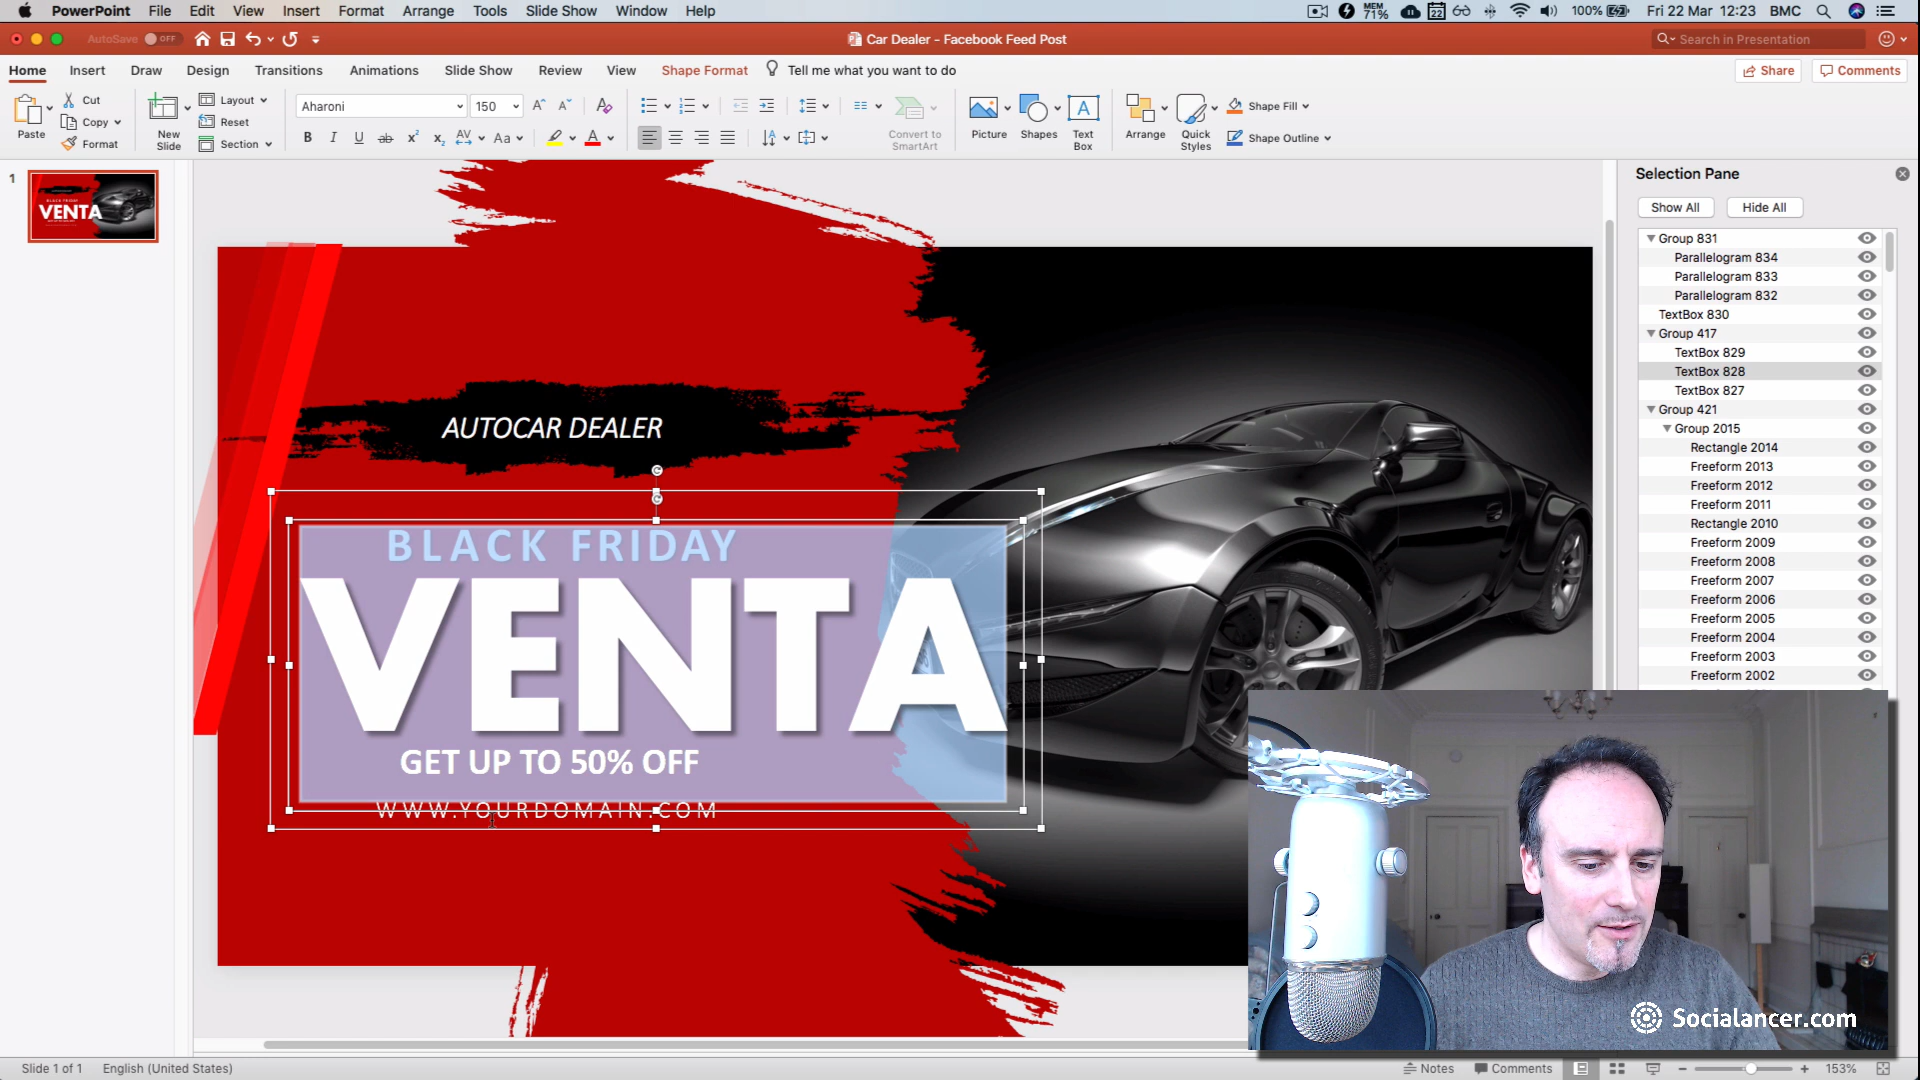 PowerPoint File Edit View Insert Format Arrange Tools Slide Show Window Help
MEM 71% 22 100% Fri 22 Mar 12:23 BMC
AutoSave OFF
Car Dealer - Facebook Feed Post
Search in Presentation
Home Insert Draw Design Transitions Animations Slide Show Review View Shape Format Tell me what you want to do
Share Comments
Paste
Cut
Copy
Format
New Slide
Layout
Reset
Section
Aharoni 150
Convert to SmartArt
Picture
Shapes
Text Box
Arrange
Quick Styles
Shape Fill
Shape Outline
1
BLACK FRIDAY
VENTA
AUTOCAR DEALER
BLACK FRIDAY
VENTA
GET UP TO 50% OFF
WWW.YOURDOMAIN.COM
Selection Pane
Show All Hide All
Group 831
Parallelogram 834
Parallelogram 833
Parallelogram 832
TextBox 830
Group 417
TextBox 829
TextBox 828
TextBox 827
Group 421
Group 2015
Rectangle 2014
Freeform 2013
Freeform 2012
Freeform 2011
Rectangle 2010
Freeform 2009
Freeform 2008
Freeform 2007
Freeform 2006
Freeform 2005
Freeform 2004
Freeform 2003
Freeform 2002
Socialancer.com
Slide 1 of 1 English (United States)
Notes Comments 153%